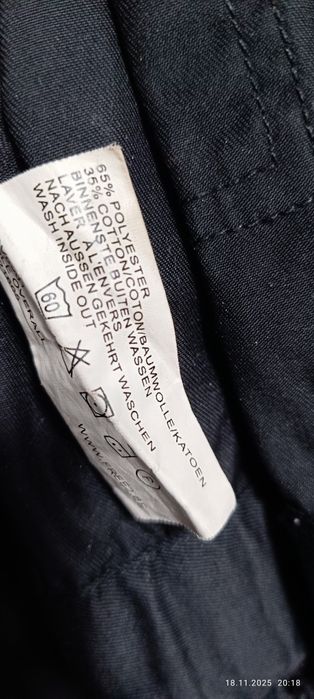 65% POLYESTER
35% COTTON/COTON/BAUMWOLLE/KATOEN
BINNENSTE BUITEN WASSEN
LAVER A L'ENVERS
NACH AUSSEN GEKEHRT WASCHEN
WASH INSIDE OUT
60
18.11.2025 20:18